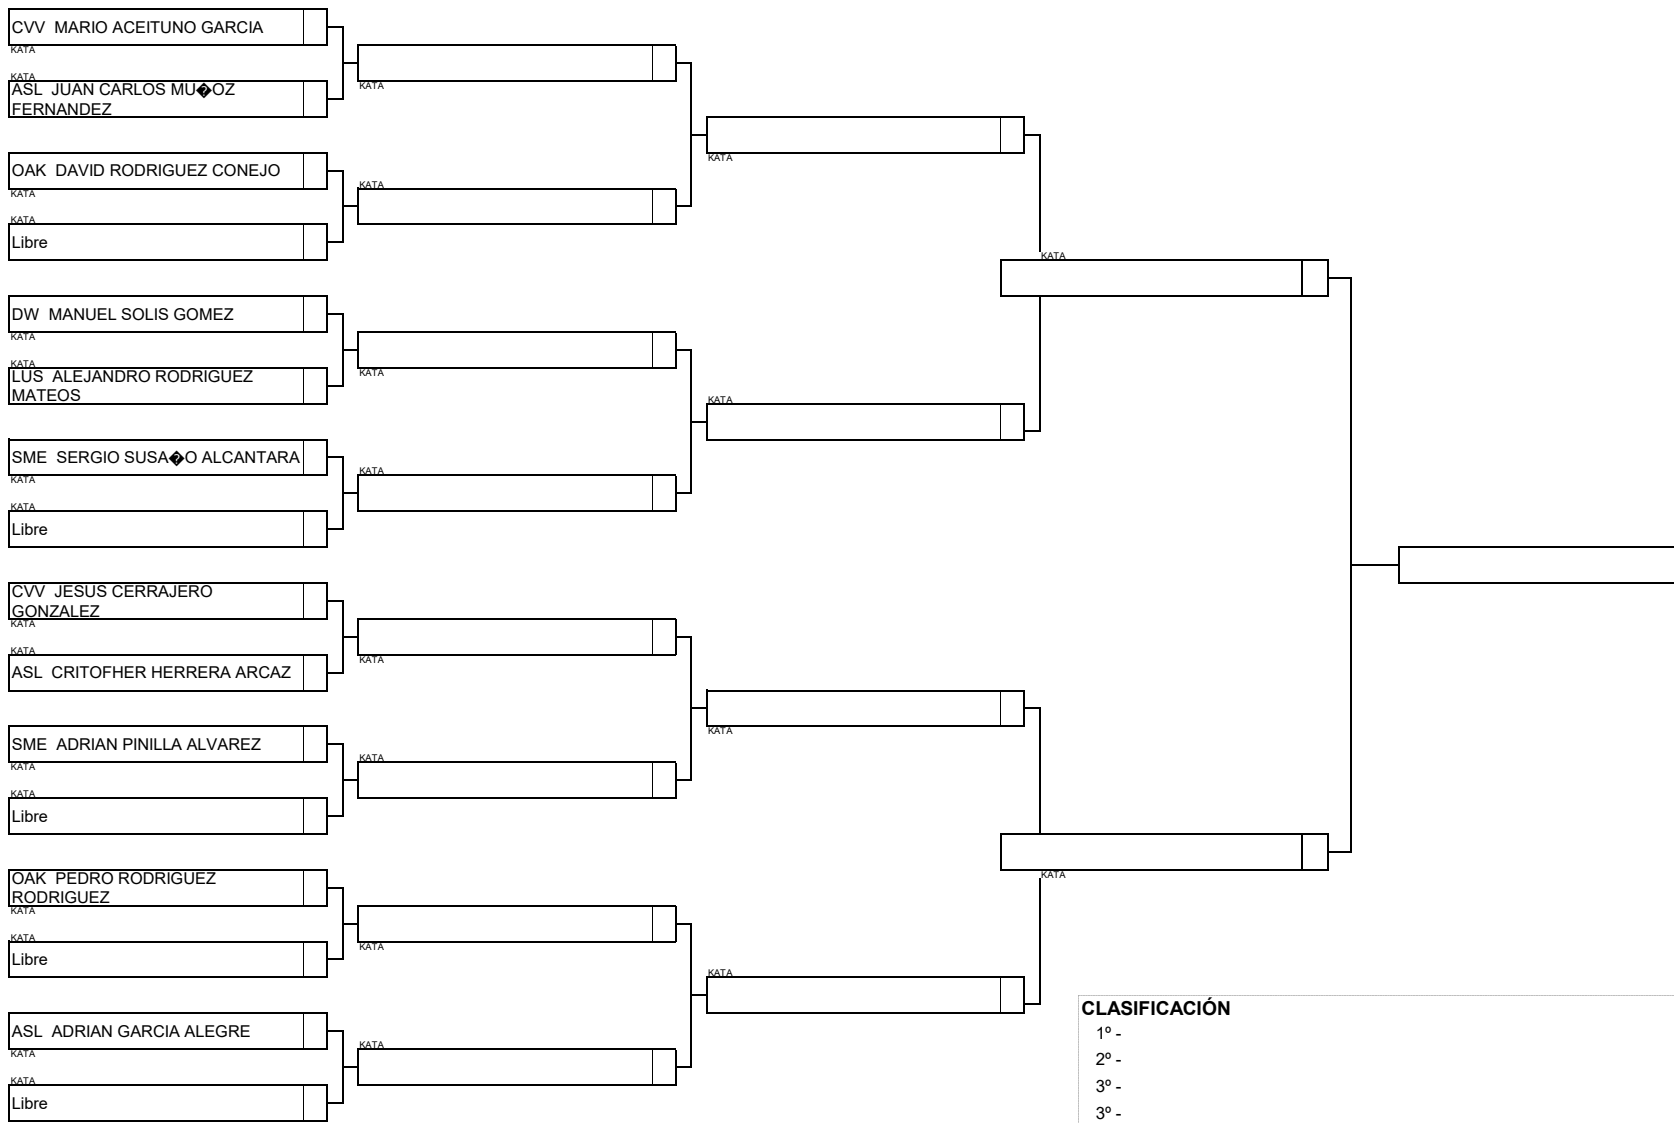 CVV  MARIO ACEITUNO GARCIA
KATA
KATA
ASL  JUAN CARLOS MU�OZ
FERNANDEZ
OAK  DAVID RODRIGUEZ CONEJO
KATA
KATA
Libre
DW  MANUEL SOLIS GOMEZ
KATA
KATA
LUS  ALEJANDRO RODRIGUEZ
MATEOS
SME  SERGIO SUSA�O ALCANTARA
KATA
KATA
Libre
CVV  JESUS CERRAJERO
GONZALEZ
KATA
KATA
ASL  CRITOFHER HERRERA ARCAZ
SME  ADRIAN PINILLA ALVAREZ
KATA
KATA
Libre
OAK  PEDRO RODRIGUEZ
RODRIGUEZ
KATA
KATA
Libre
ASL  ADRIAN GARCIA ALEGRE
KATA
KATA
Libre
KATA
KATA
KATA
KATA
KATA
KATA
KATA
KATA
KATA
KATA
KATA
KATA
KATA
KATA
CLASIFICACIÓN
1º -
2º -
3º -
3º -